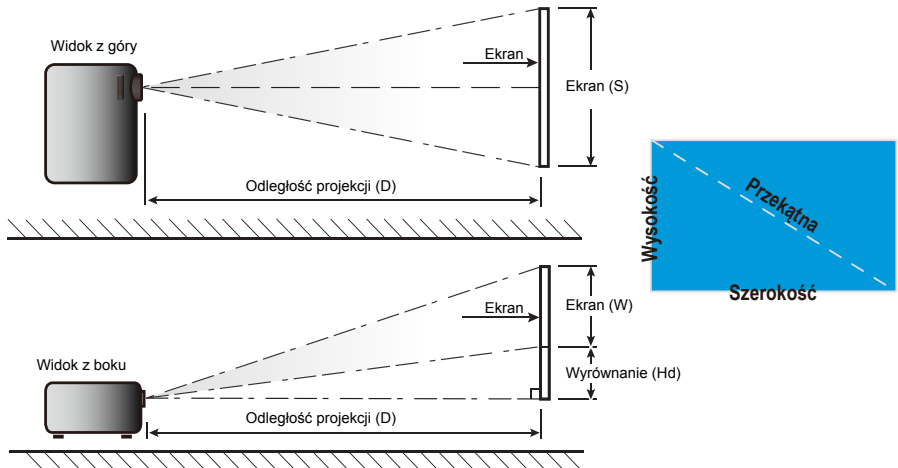 Widok z góry
Ekran
Ekran (S)
Odległość projekcji (D)
Wysokość
Przekątna
Szerokość
Widok z boku
Ekran
Ekran (W)
Wyrównanie (Hd)
Odległość projekcji (D)